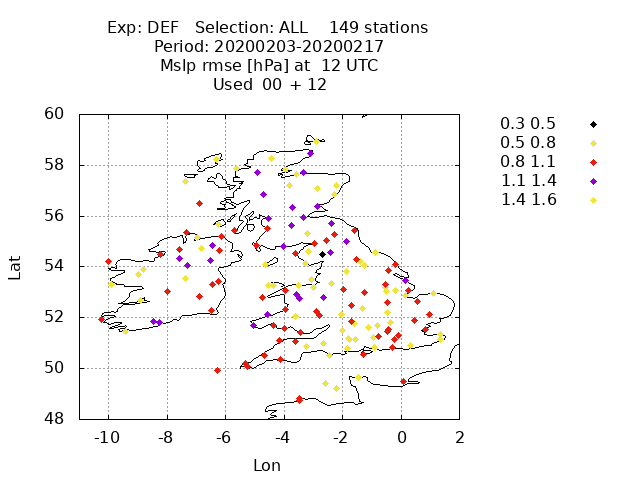 Exp: DEF Selection: ALL 149 stations
Period: 20200203-20200217
Mslp rmse [hPa] at 12 UTC
Used 00 + 12
60
58
56
54
52
50
48
Lat
-10 -8 -6 -4 -2 0 2
Lon
0.3 0.5
0.5 0.8
0.8 1.1
1.1 1.4
1.4 1.6